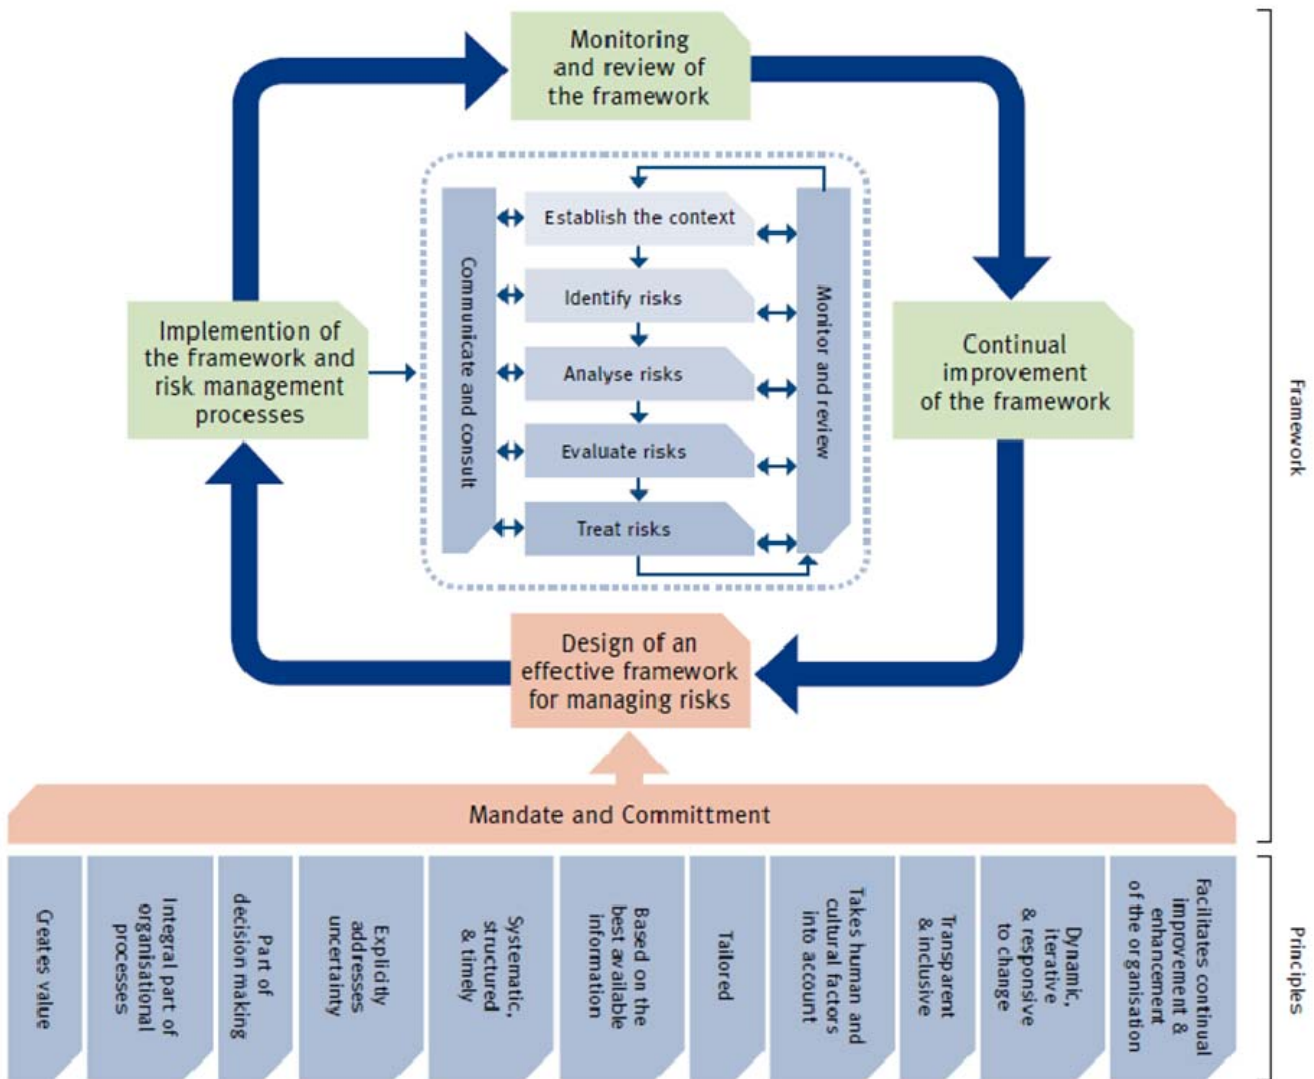 Monitoring
and review of
the framework
Establish the context
Identify risks
Analyse risks
Evaluate risks
Treat risks
Communicate and consult
Monitor and review
Implemention of
the framework and
risk management
processes
Continual
improvement
of the framework
Design of an
effective framework
for managing risks
Mandate and Committment
Creates value
Integral part of
organisational
processes
Part of
decision making
Explicitly
addresses
uncertainty
Systematic,
structured
& timely
Based on the
best available
information
Tailored
Takes human and
cultural factors
into account
Transparent
& inclusive
Dynamic,
iterative
& responsive
to change
Facilitates continual
improvement &
enhancement
of the organisation
Framework
Principles